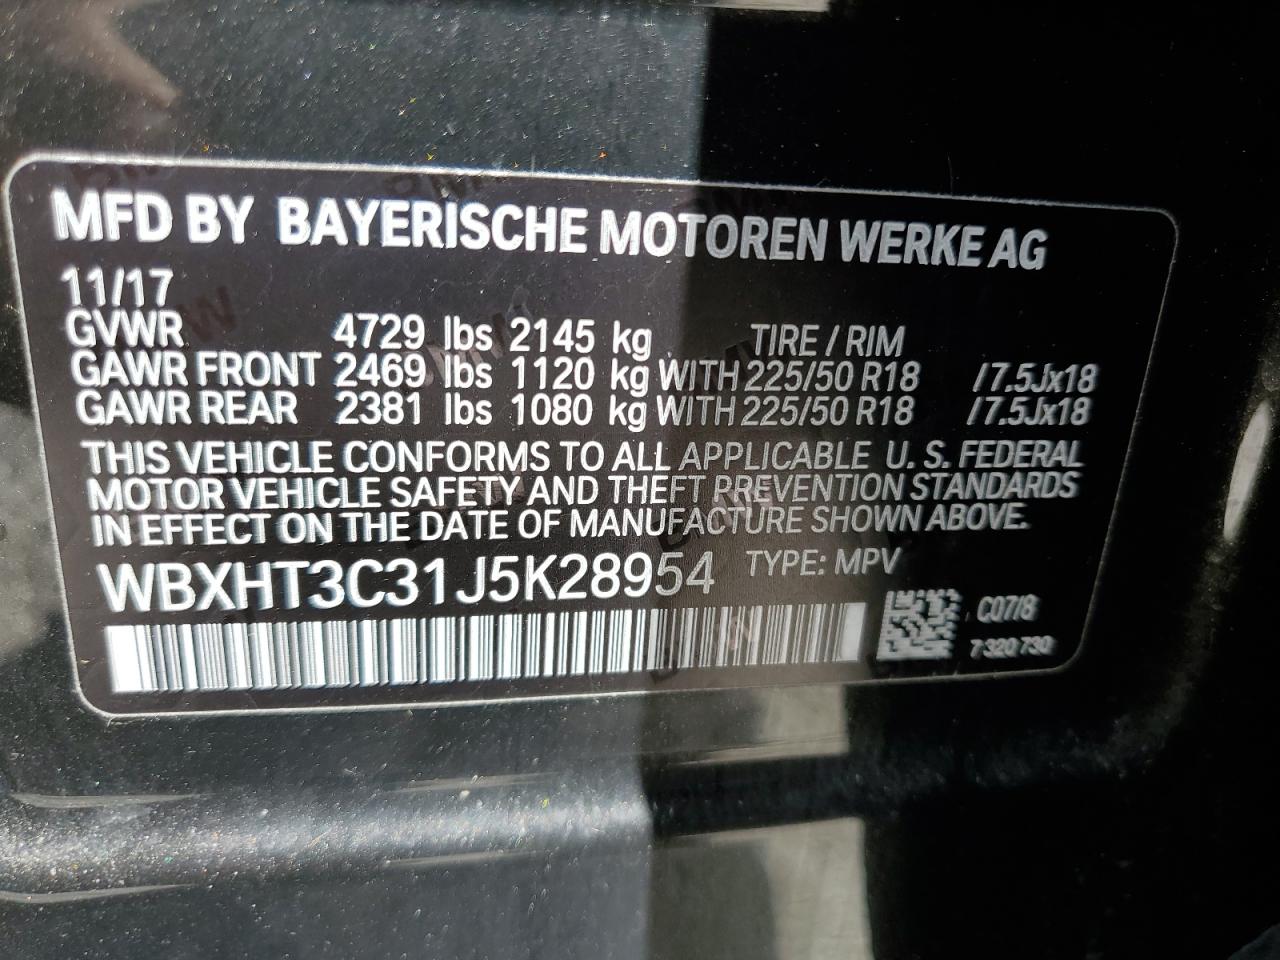 MFD BY BAYERISCHE MOTOREN WERKE AG
11/17
GVWR 4729 lbs 2145 kg TIRE / RIM
GAWR FRONT 2469 lbs 1120 kg WITH 225/50 R18 /7.5Jx18
GAWR REAR 2381 lbs 1080 kg WITH 225/50 R18 /7.5Jx18
THIS VEHICLE CONFORMS TO ALL APPLICABLE U. S. FEDERAL
MOTOR VEHICLE SAFETY AND THEFT PREVENTION STANDARDS
IN EFFECT ON THE DATE OF MANUFACTURE SHOWN ABOVE.
WBXHT3C31J5K28954 TYPE: MPV
C07/8
7 320 730